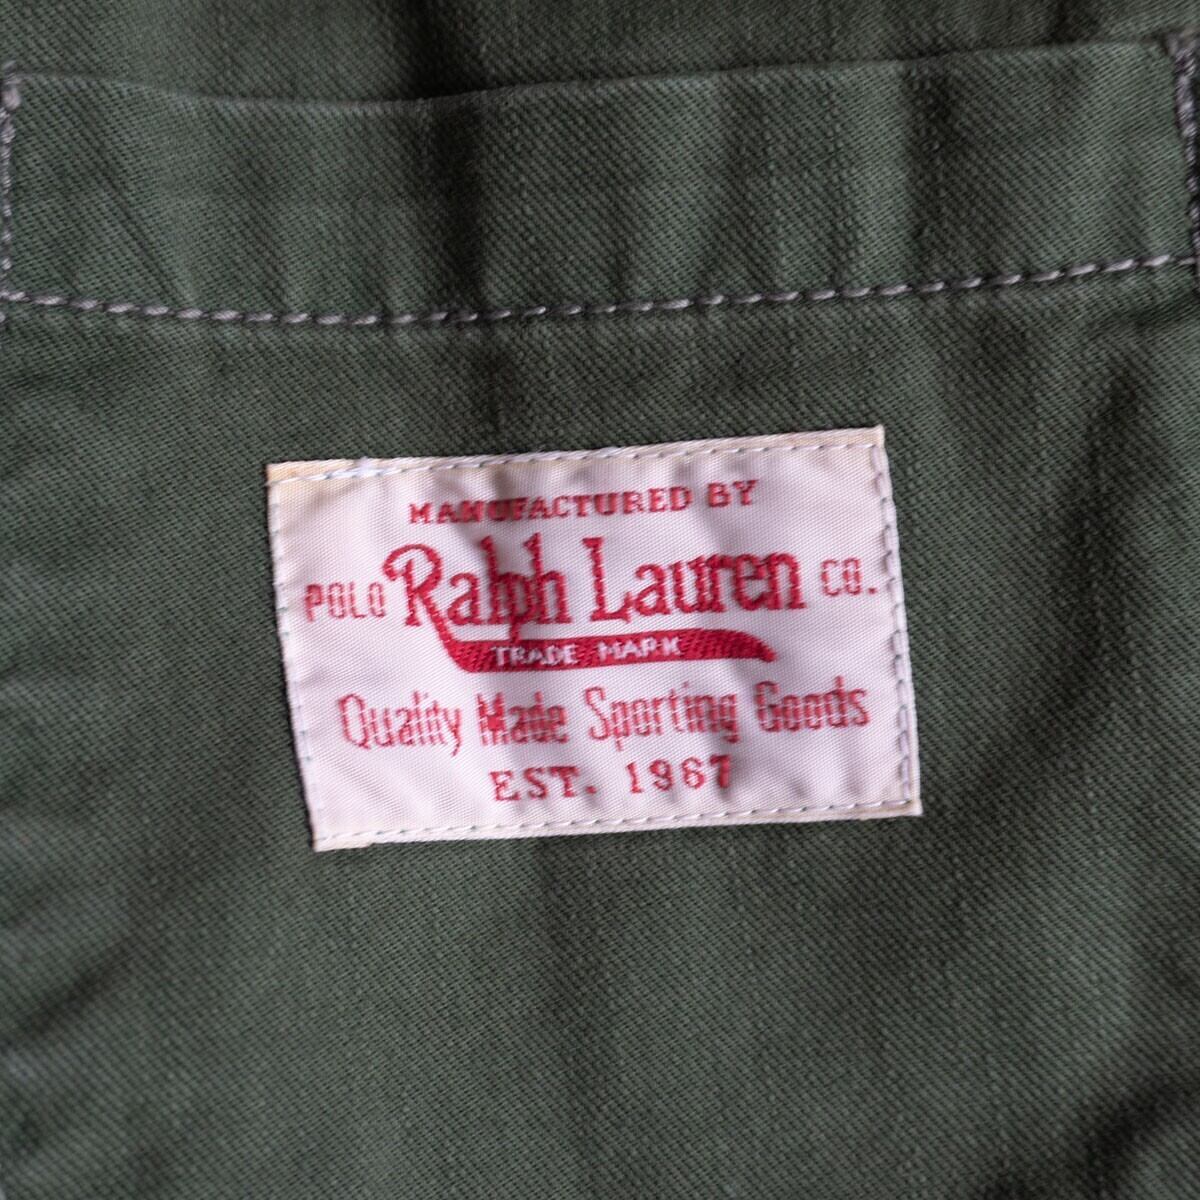 MANUFACTURED BY
POLO Ralph Lauren CO.
TRADE MARK
Quality Made Sporting Goods
EST. 1967